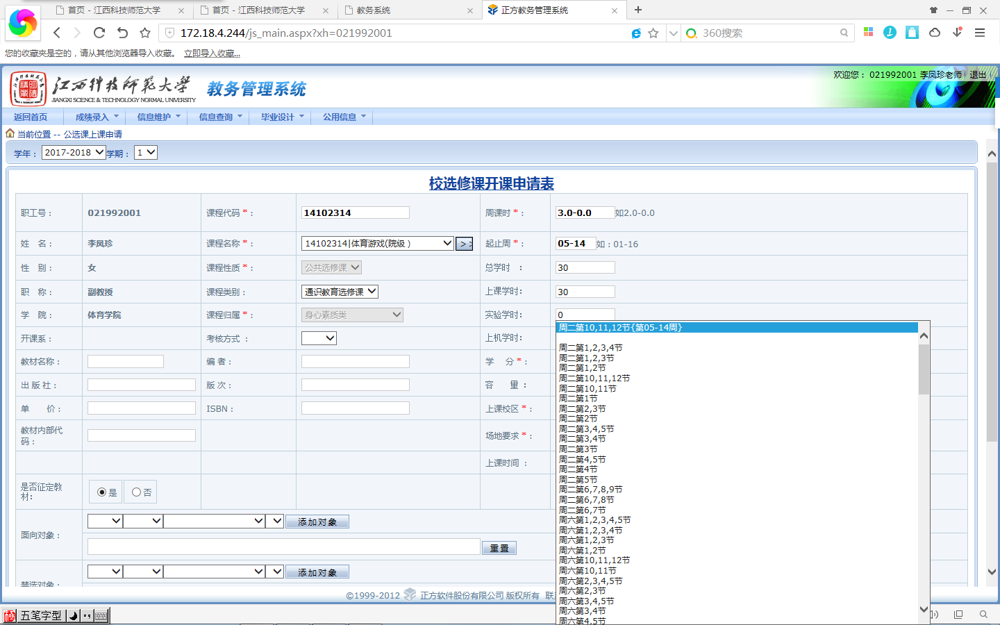 首页 - 江西科技师范大学
首页 - 江西科技师范大学
教务系统
正方教务管理系统
172.18.4.244/js_main.aspx?xh=021992001
360搜索
您的收藏夹是空的，请从其他浏览器导入收藏。 立即导入收藏...
江西科技师范大学
JIANGXI SCIENCE & TECHNOLOGY NORMAL UNIVERSITY
教务管理系统
欢迎您： 021992001 李凤珍老师 退出
返回首页 成绩录入 信息维护 信息查询 毕业设计 公用信息
当前位置 -- 公选课上课申请
学年： 2017-2018 学期： 1
校选修课开课申请表
职工号： 021992001 课程代码 *： 14102314 周课时 *： 3.0-0.0 如2.0-0.0
姓 名： 李凤珍 课程名称 *： 14102314|体育游戏(院级 ) >> 起止周 *： 05-14 如：01-16
性 别： 女 课程性质 *： 公共选修课 总学时 ： 30
职 称： 副教授 课程类别： 通识教育选修课 上课学时： 30
学 院： 体育学院 课程归属 *： 身心素质类 实验学时： 0
开课系： 考核方式 ： 上机学时：
教材名称： 编 者： 学 分 *：
出 版 社： 版 次： 容 量 ：
单 价： ISBN： 上课校区 *：
教材内部代码： 场地要求 *：
上课时间 ：
是否征定教材： 是 否
面向对象： 添加对象
重 置
禁选对象： 添加对象
周二第10,11,12节{第05-14周}
周二第1,2,3,4节
周二第1,2,3节
周二第1,2节
周二第10,11,12节
周二第10,11节
周二第1节
周二第2,3节
周二第2节
周二第3,4,5节
周二第3,4节
周二第3节
周二第4,5节
周二第4节
周二第5节
周二第6,7,8,9节
周二第6,7,8节
周二第6,7节
周六第1,2,3,4,5节
周六第1,2,3,4节
周六第1,2,3节
周六第1,2节
周六第10,11,12节
周六第10,11节
周六第2,3,4,5节
周六第2,3节
周六第3,4,5节
周六第3,4节
周六第4,5节
©1999-2012 正方软件股份有限公司 版权所有 联
五笔字型